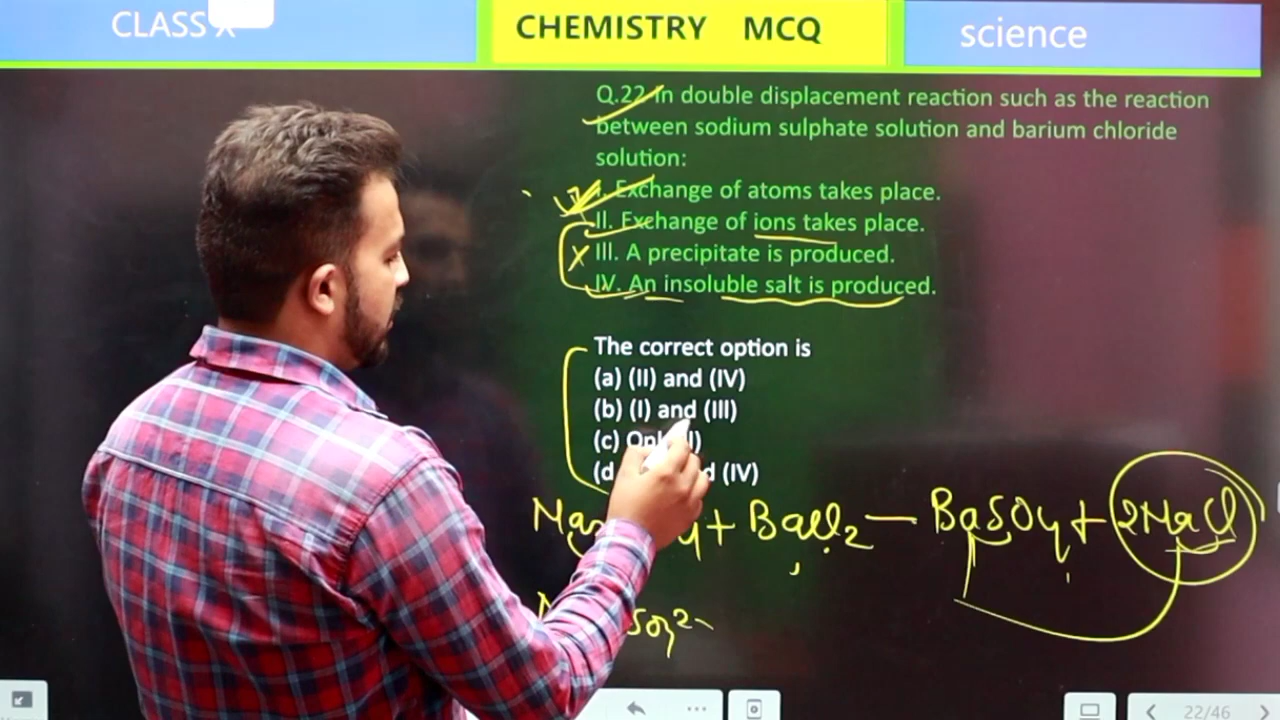 CLASS X
CHEMISTRY MCQ
science
Q.22 In double displacement reaction such as the reaction
between sodium sulphate solution and barium chloride
solution:
I. Exchange of atoms takes place.
II. Exchange of ions takes place.
X III. A precipitate is produced.
IV. An insoluble salt is produced.
The correct option is
(a) (II) and (IV)
(b) (I) and (III)
(c)
(d (IV)
+ BaCl2 — BaSO4 + 2NaCl
SO4 2-
22/46